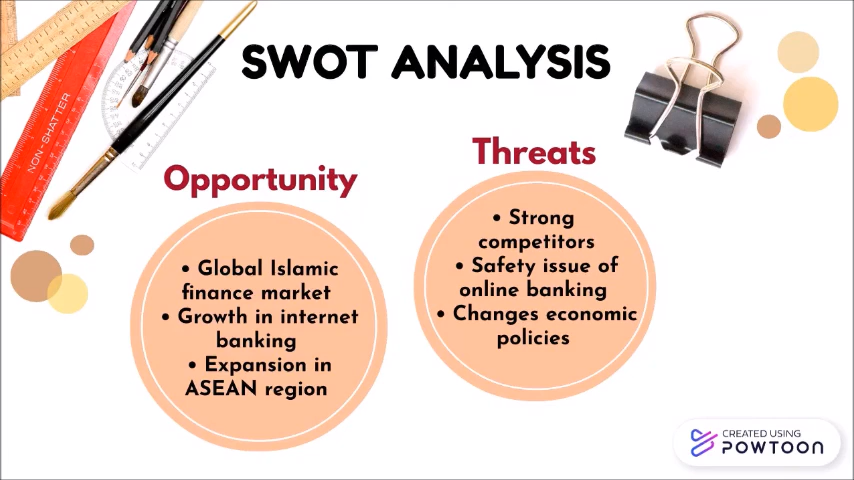 SWOT ANALYSIS
NON-SHATTER
Opportunity
• Global Islamic
finance market
• Growth in internet
banking
• Expansion in
ASEAN region
Threats
• Strong
competitors
• Safety issue of
online banking
• Changes economic
policies
CREATED USING
POWTOON